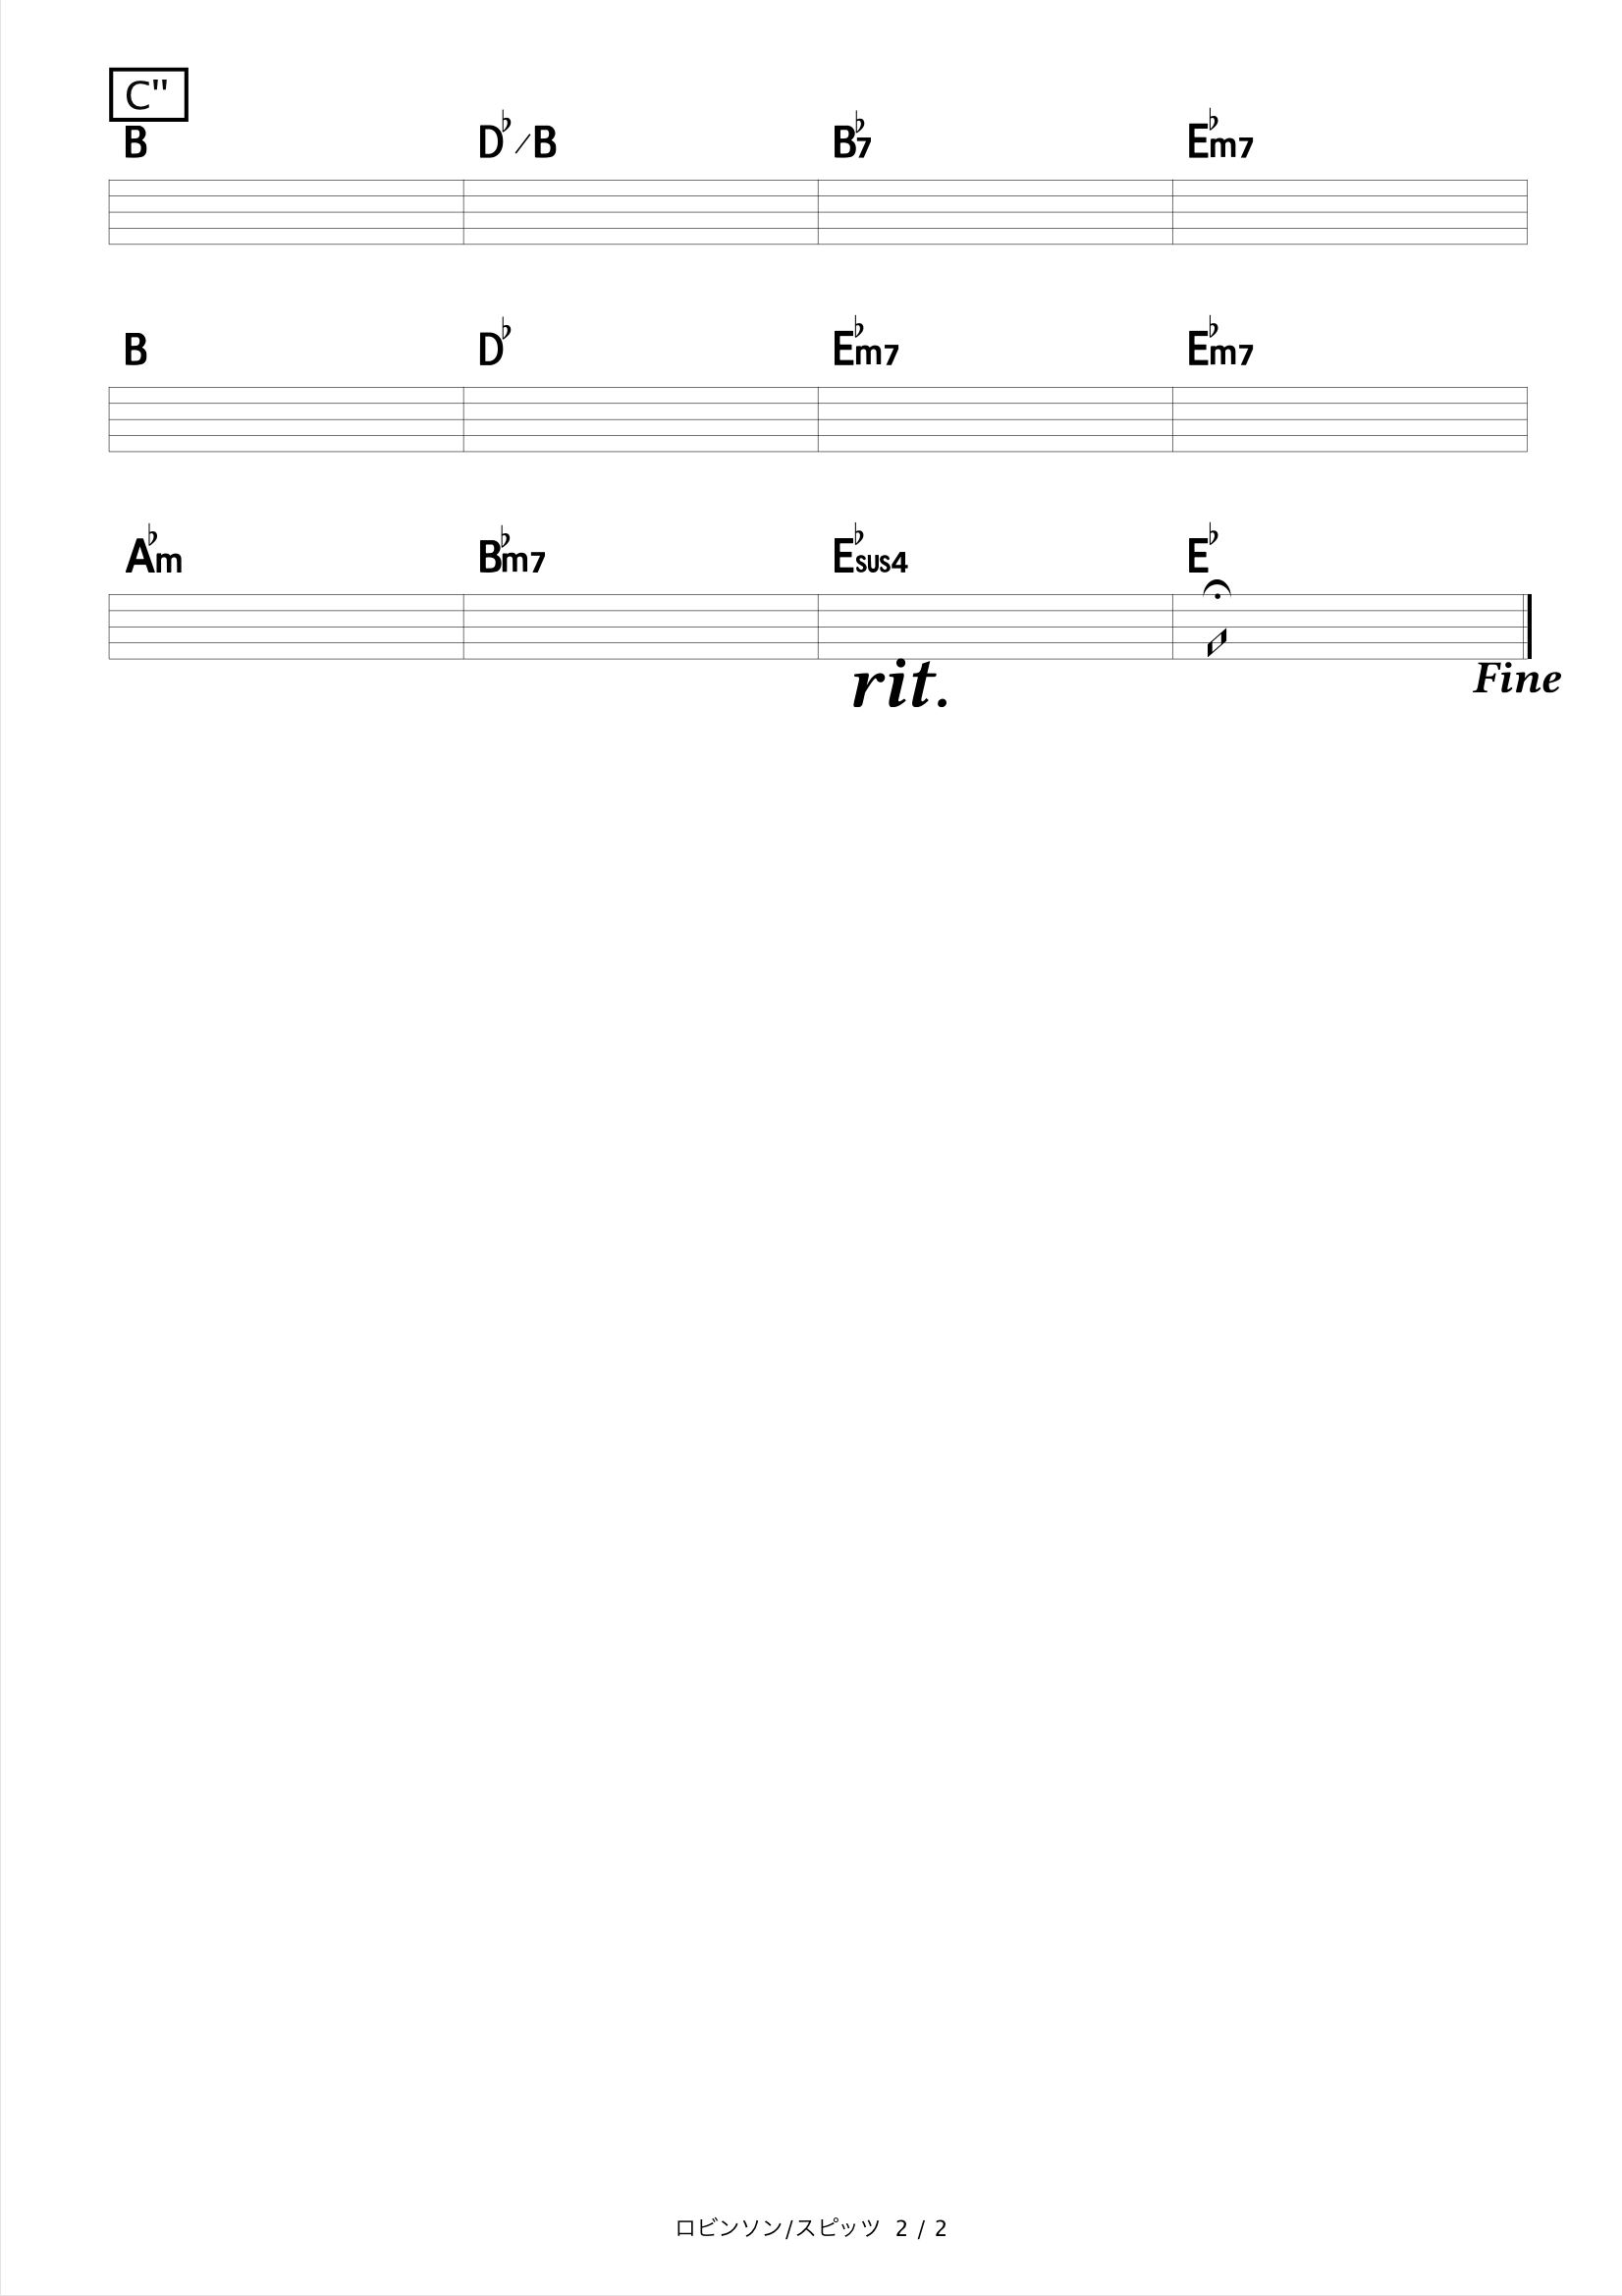 C"
B D♭/B B♭7 E♭m7
B D♭ E♭m7 E♭m7
A♭m B♭m7 E♭sus4 E♭
rit. Fine
ロビンソン/スピッツ 2 / 2